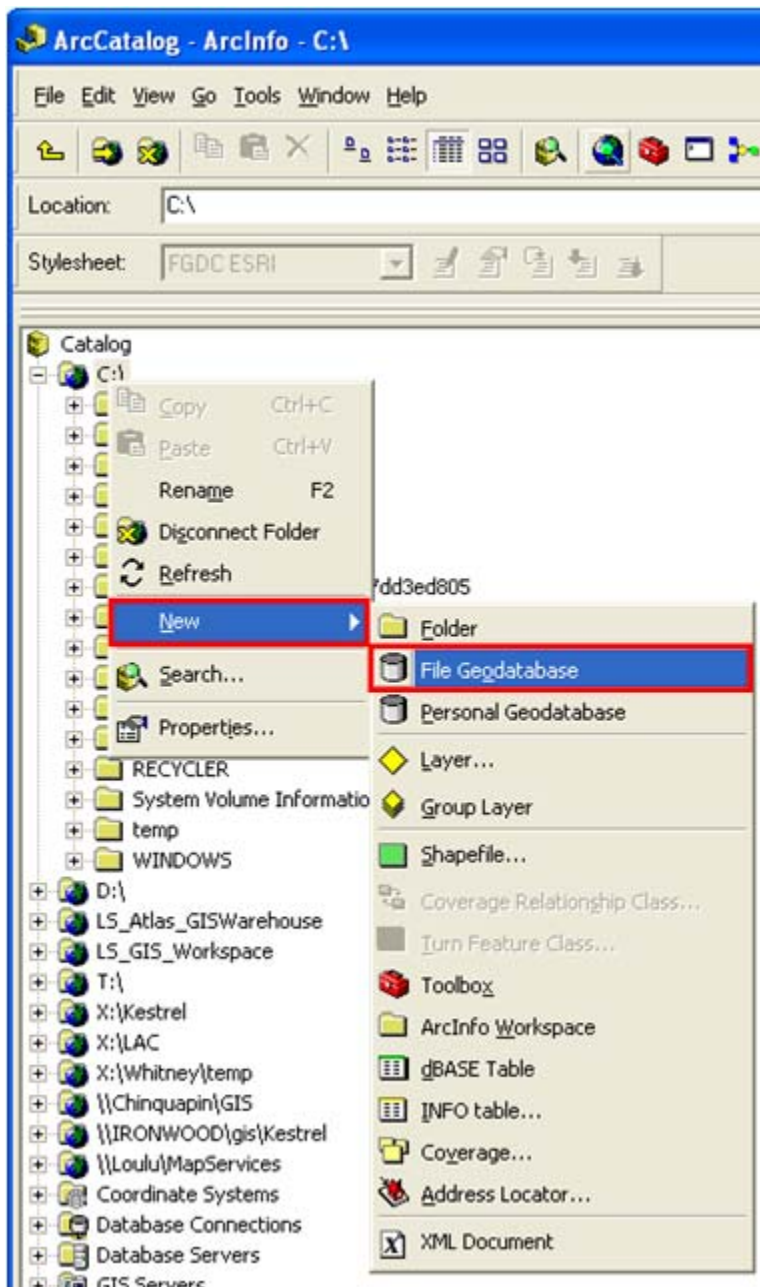 ArcCatalog - ArcInfo - C:\
File Edit View Go Tools Window Help
Location: C:\
Stylesheet: FGDC ESRI
Catalog
C:\
Copy Ctrl+C
Paste Ctrl+V
Rename F2
Disconnect Folder
Refresh
7dd3ed805
New
Search...
Properties...
Folder
File Geodatabase
Personal Geodatabase
Layer...
Group Layer
Shapefile...
Coverage Relationship Class...
Turn Feature Class...
Toolbox
ArcInfo Workspace
dBASE Table
INFO table...
Coverage...
Address Locator...
XML Document
RECYCLER
System Volume Informatio
temp
WINDOWS
D:\
LS_Atlas_GISWarehouse
LS_GIS_Workspace
T:\
X:\Kestrel
X:\LAC
X:\Whitney\temp
\\Chinquapin\GIS
\\IRONWOOD\gis\Kestrel
\\Loulu\MapServices
Coordinate Systems
Database Connections
Database Servers
GIS Servers